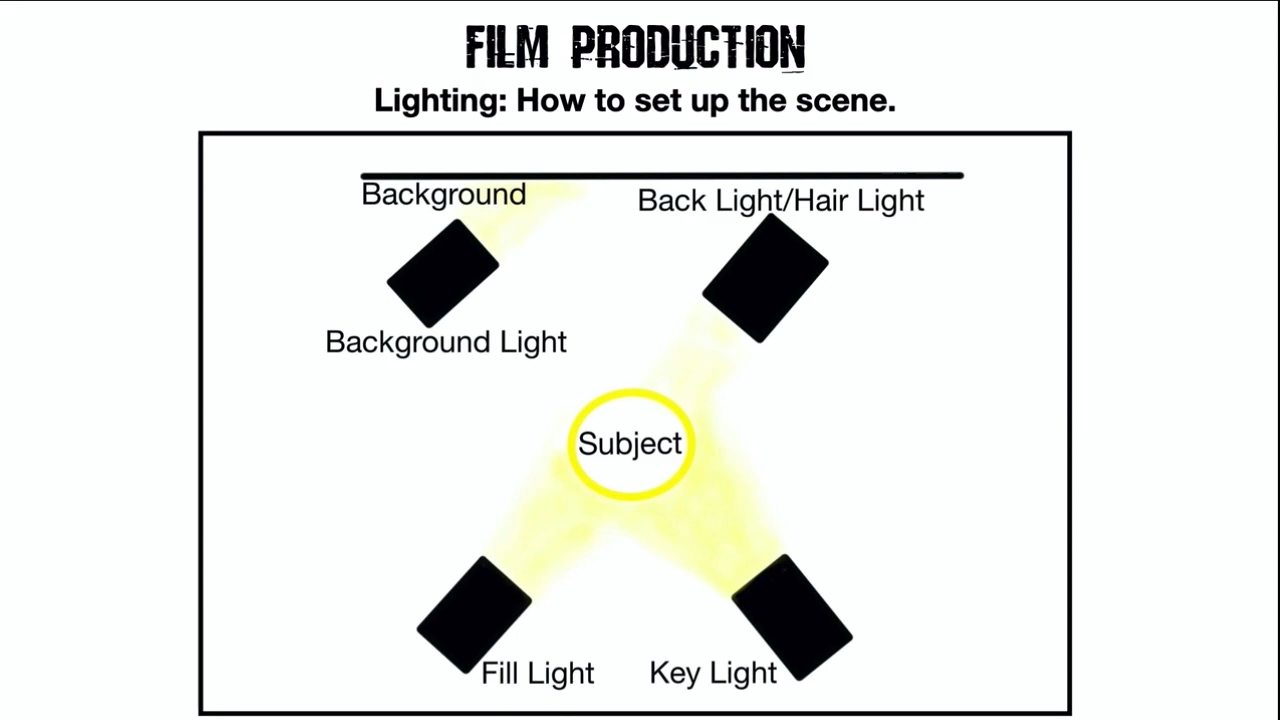 FILM PRODUCTION
Lighting: How to set up the scene.
Background
Back Light/Hair Light
Background Light
Subject
Fill Light
Key Light